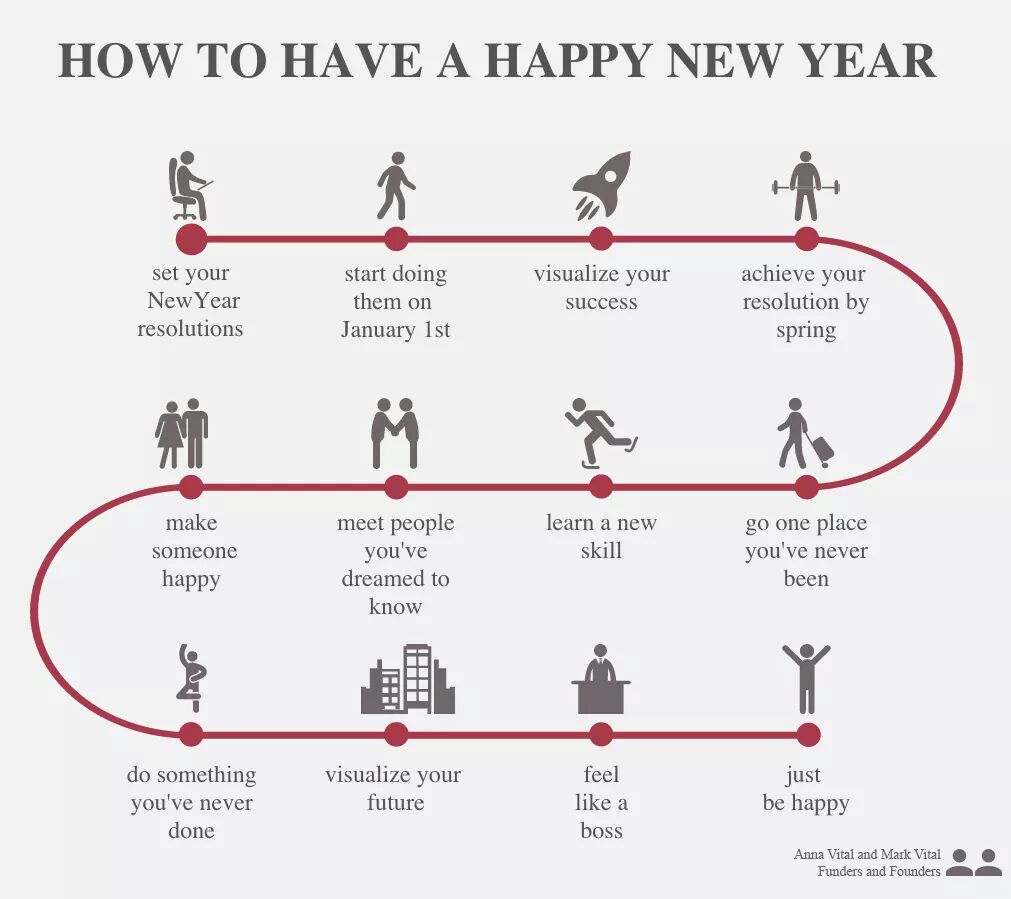 HOW TO HAVE A HAPPY NEW YEAR
set your
NewYear
resolutions
start doing
them on
January 1st
visualize your
success
achieve your
resolution by
spring
go one place
you've never
been
learn a new
skill
meet people
you've
dreamed to
know
make
someone
happy
do something
you've never
done
visualize your
future
feel
like a
boss
just
be happy
Anna Vital and Mark Vital
Funders and Founders